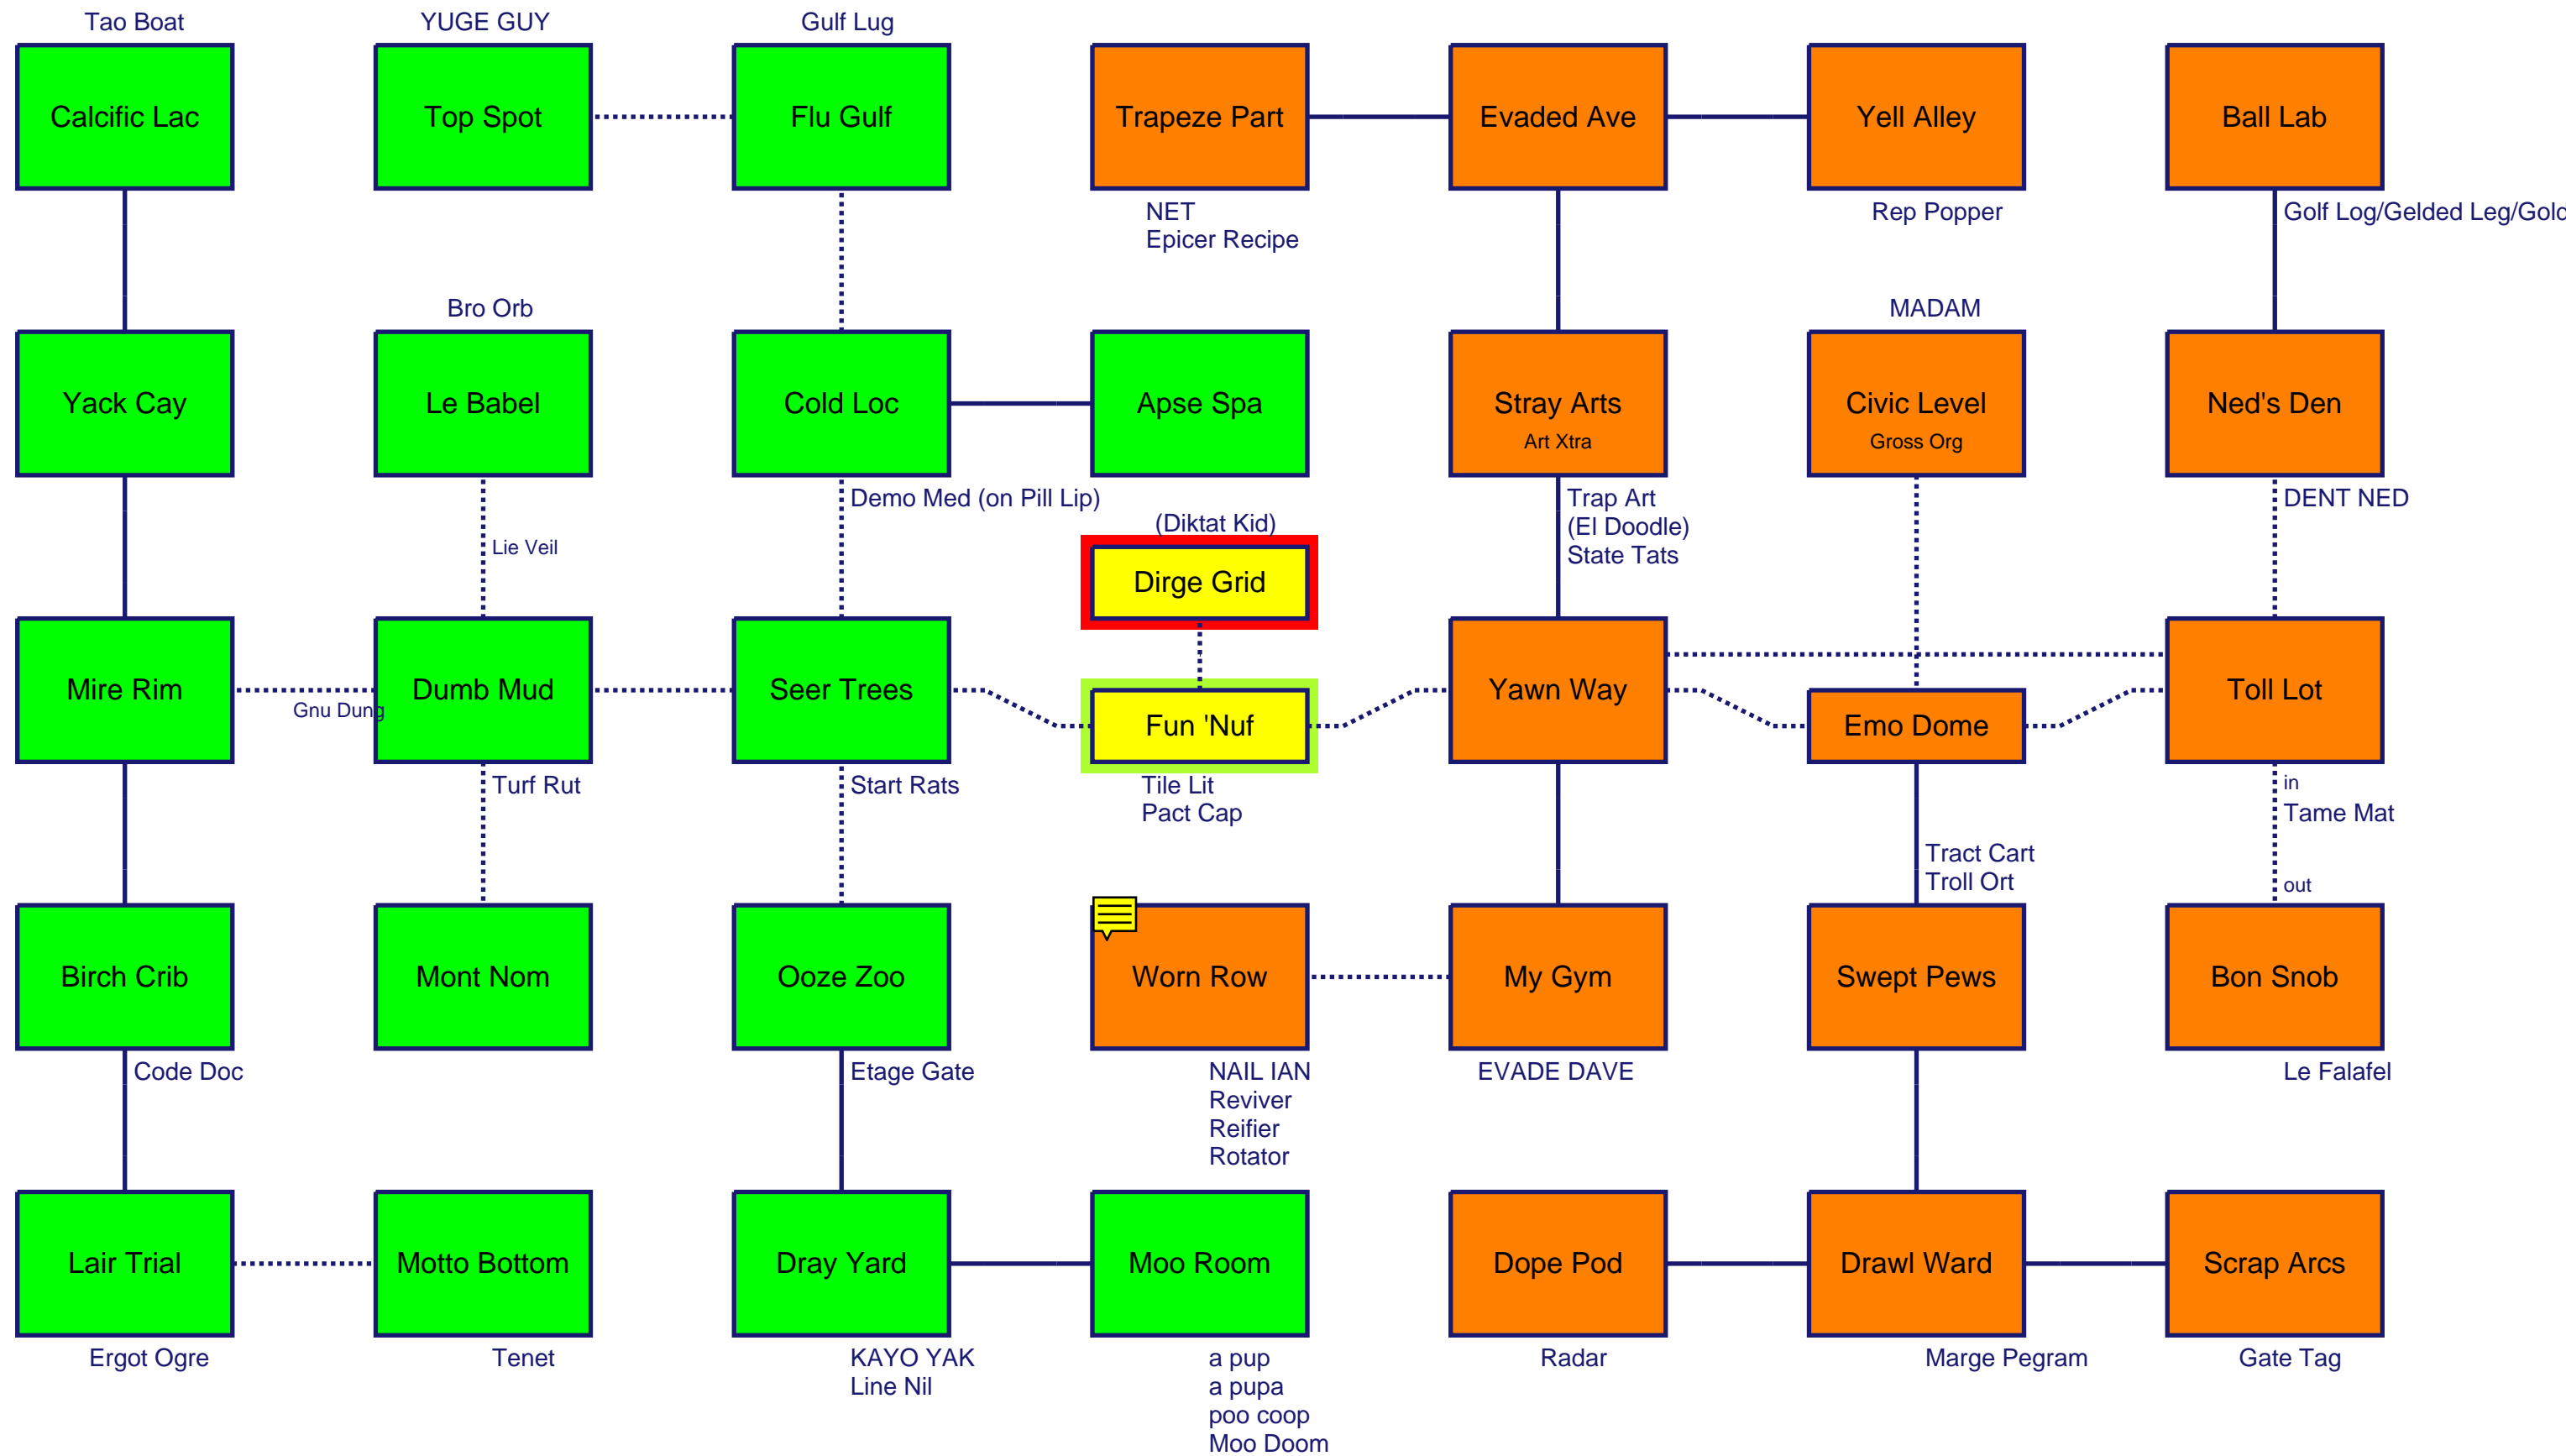 Tao Boat
YUGE GUY
Gulf Lug
Calcific Lac
Top Spot
Flu Gulf
Trapeze Part
Evaded Ave
Yell Alley
Ball Lab
NET
Epicer Recipe
Rep Popper
Golf Log/Gelded Leg/Gold
Bro Orb
MADAM
Yack Cay
Le Babel
Cold Loc
Apse Spa
Stray Arts
Art Xtra
Civic Level
Gross Org
Ned's Den
Demo Med (on Pill Lip)
Trap Art
(El Doodle)
State Tats
DENT NED
Lie Veil
(Diktat Kid)
Dirge Grid
Mire Rim
Gnu Dung
Dumb Mud
Seer Trees
Fun 'Nuf
Yawn Way
Emo Dome
Toll Lot
Turf Rut
Start Rats
Tile Lit
Pact Cap
in
Tame Mat
Tract Cart
Troll Ort
out
Birch Crib
Mont Nom
Ooze Zoo
Worn Row
My Gym
Swept Pews
Bon Snob
Code Doc
Etage Gate
NAIL IAN
Reviver
Reifier
Rotator
EVADE DAVE
Le Falafel
Lair Trial
Motto Bottom
Dray Yard
Moo Room
Dope Pod
Drawl Ward
Scrap Arcs
Ergot Ogre
Tenet
KAYO YAK
Line Nil
a pup
a pupa
poo coop
Moo Doom
Radar
Marge Pegram
Gate Tag